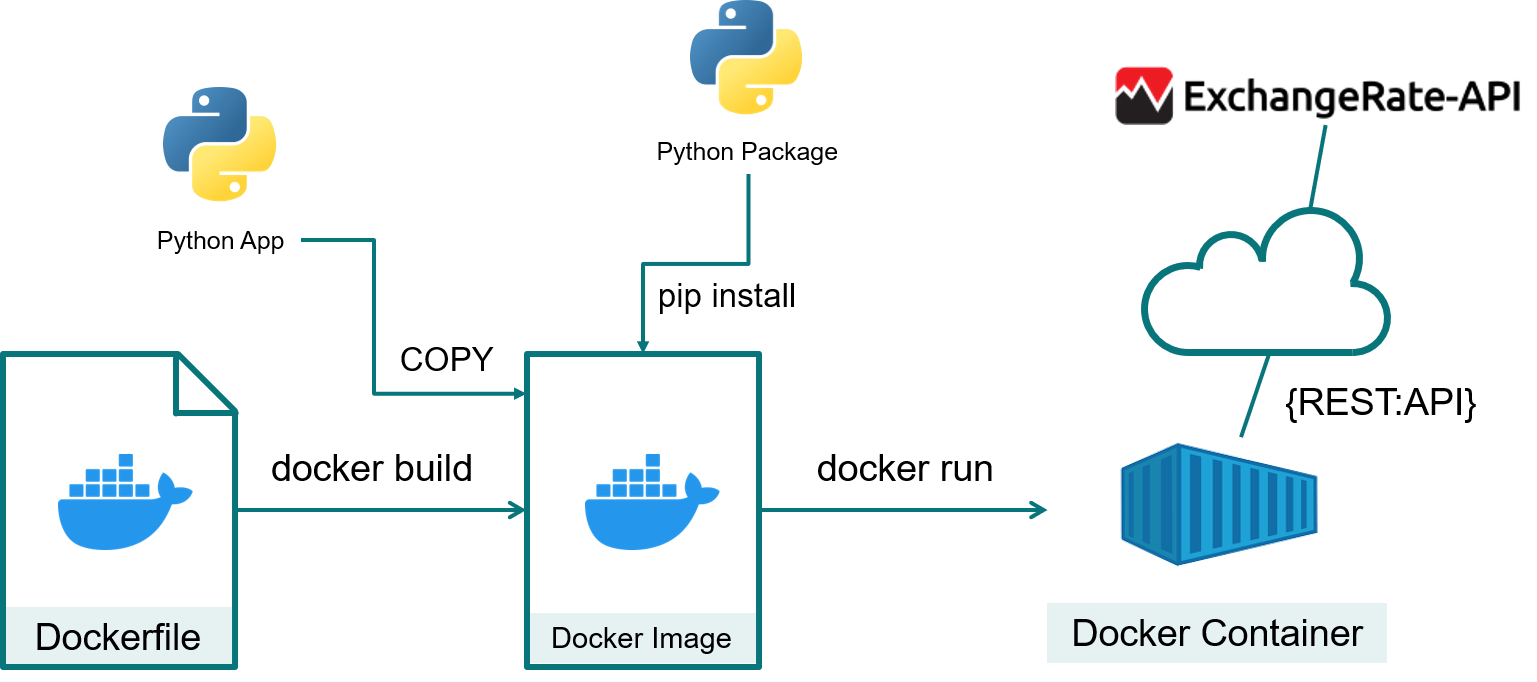 Python Package
ExchangeRate-API
Python App
pip install
COPY
{REST:API}
docker build
docker run
Dockerfile
Docker Image
Docker Container